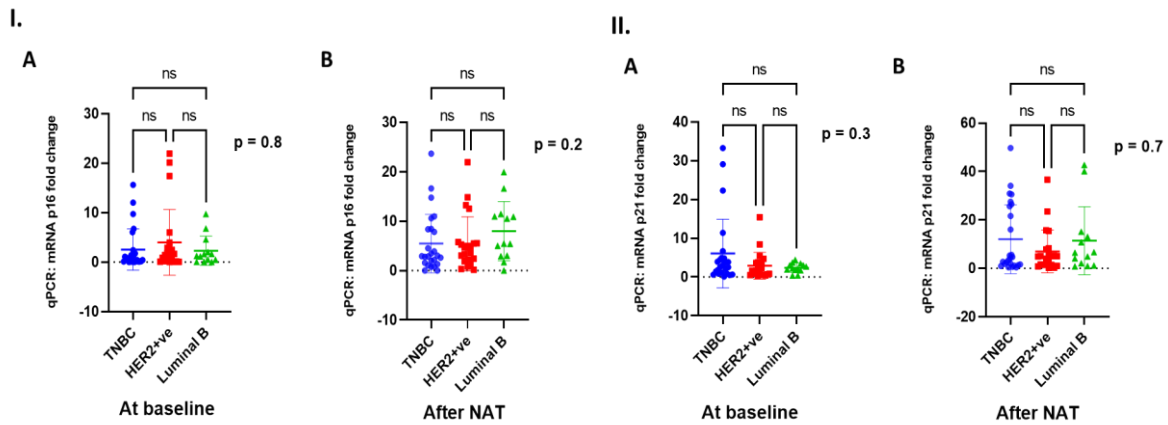 I.
A
qPCR: mRNA p16 fold change
30
20
10
0
-10
ns
ns
ns
p = 0.8
TNBC
HER2+ve
Luminal B
At baseline
B
qPCR: mRNA p16 fold change
30
20
10
0
-10
ns
ns
ns
p = 0.2
TNBC
HER2+ve
Luminal B
After NAT
II.
A
qPCR: mRNA p21 fold change
40
30
20
10
0
-10
ns
ns
ns
p = 0.3
TNBC
HER2+ve
Luminal B
At baseline
B
qPCR: mRNA p21 fold change
60
40
20
0
-20
ns
ns
ns
p = 0.7
TNBC
HER2+ve
Luminal B
After NAT